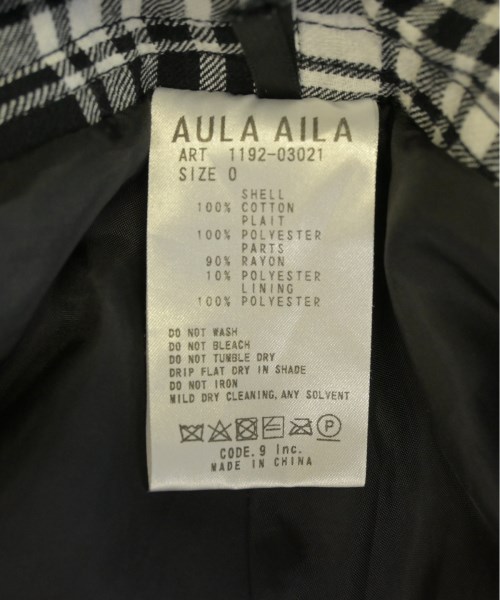 AULA AILA
ART 1192-03021
SIZE 0
SHELL
100% COTTON
PLAIT
100% POLYESTER
PARTS
90% RAYON
10% POLYESTER
LINING
100% POLYESTER
DO NOT WASH
DO NOT BLEACH
DO NOT TUMBLE DRY
DRIP FLAT DRY IN SHADE
DO NOT IRON
MILD DRY CLEANING, ANY SOLVENT
P
CODE.9 Inc.
MADE IN CHINA